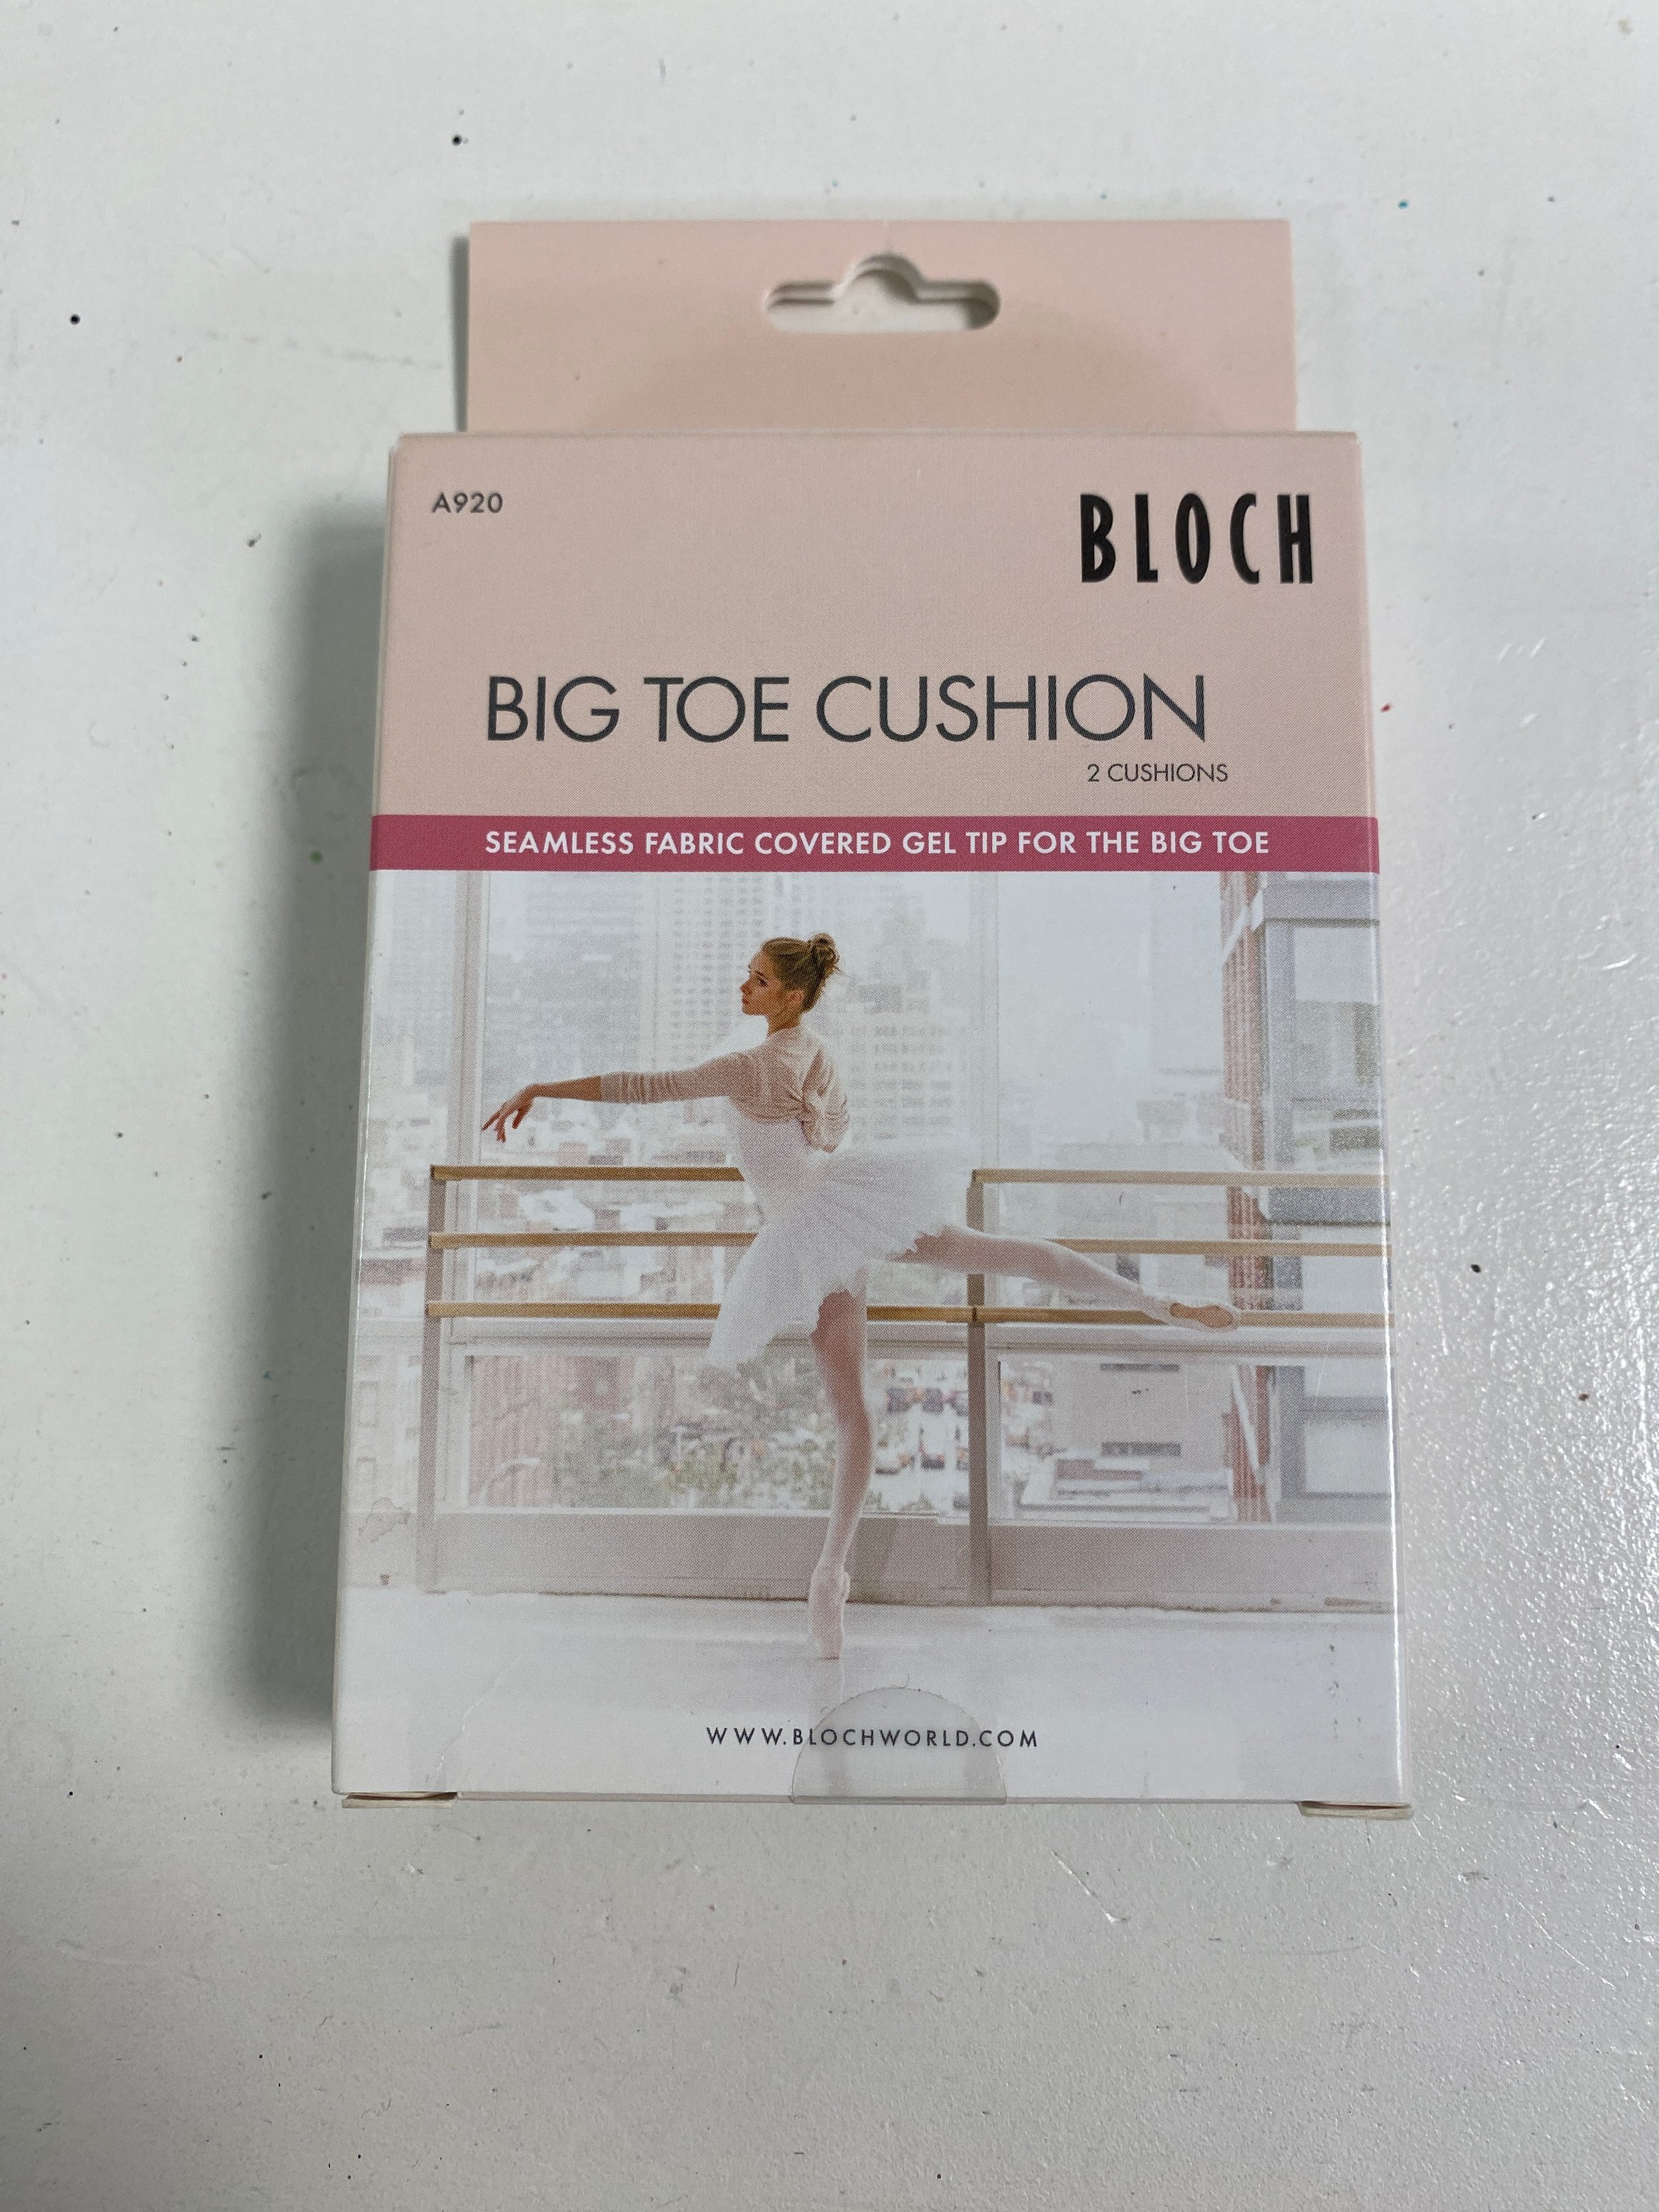 A920
BLOCH
BIG TOE CUSHION
2 CUSHIONS
SEAMLESS FABRIC COVERED GEL TIP FOR THE BIG TOE
WWW.BLOCHWORLD.COM